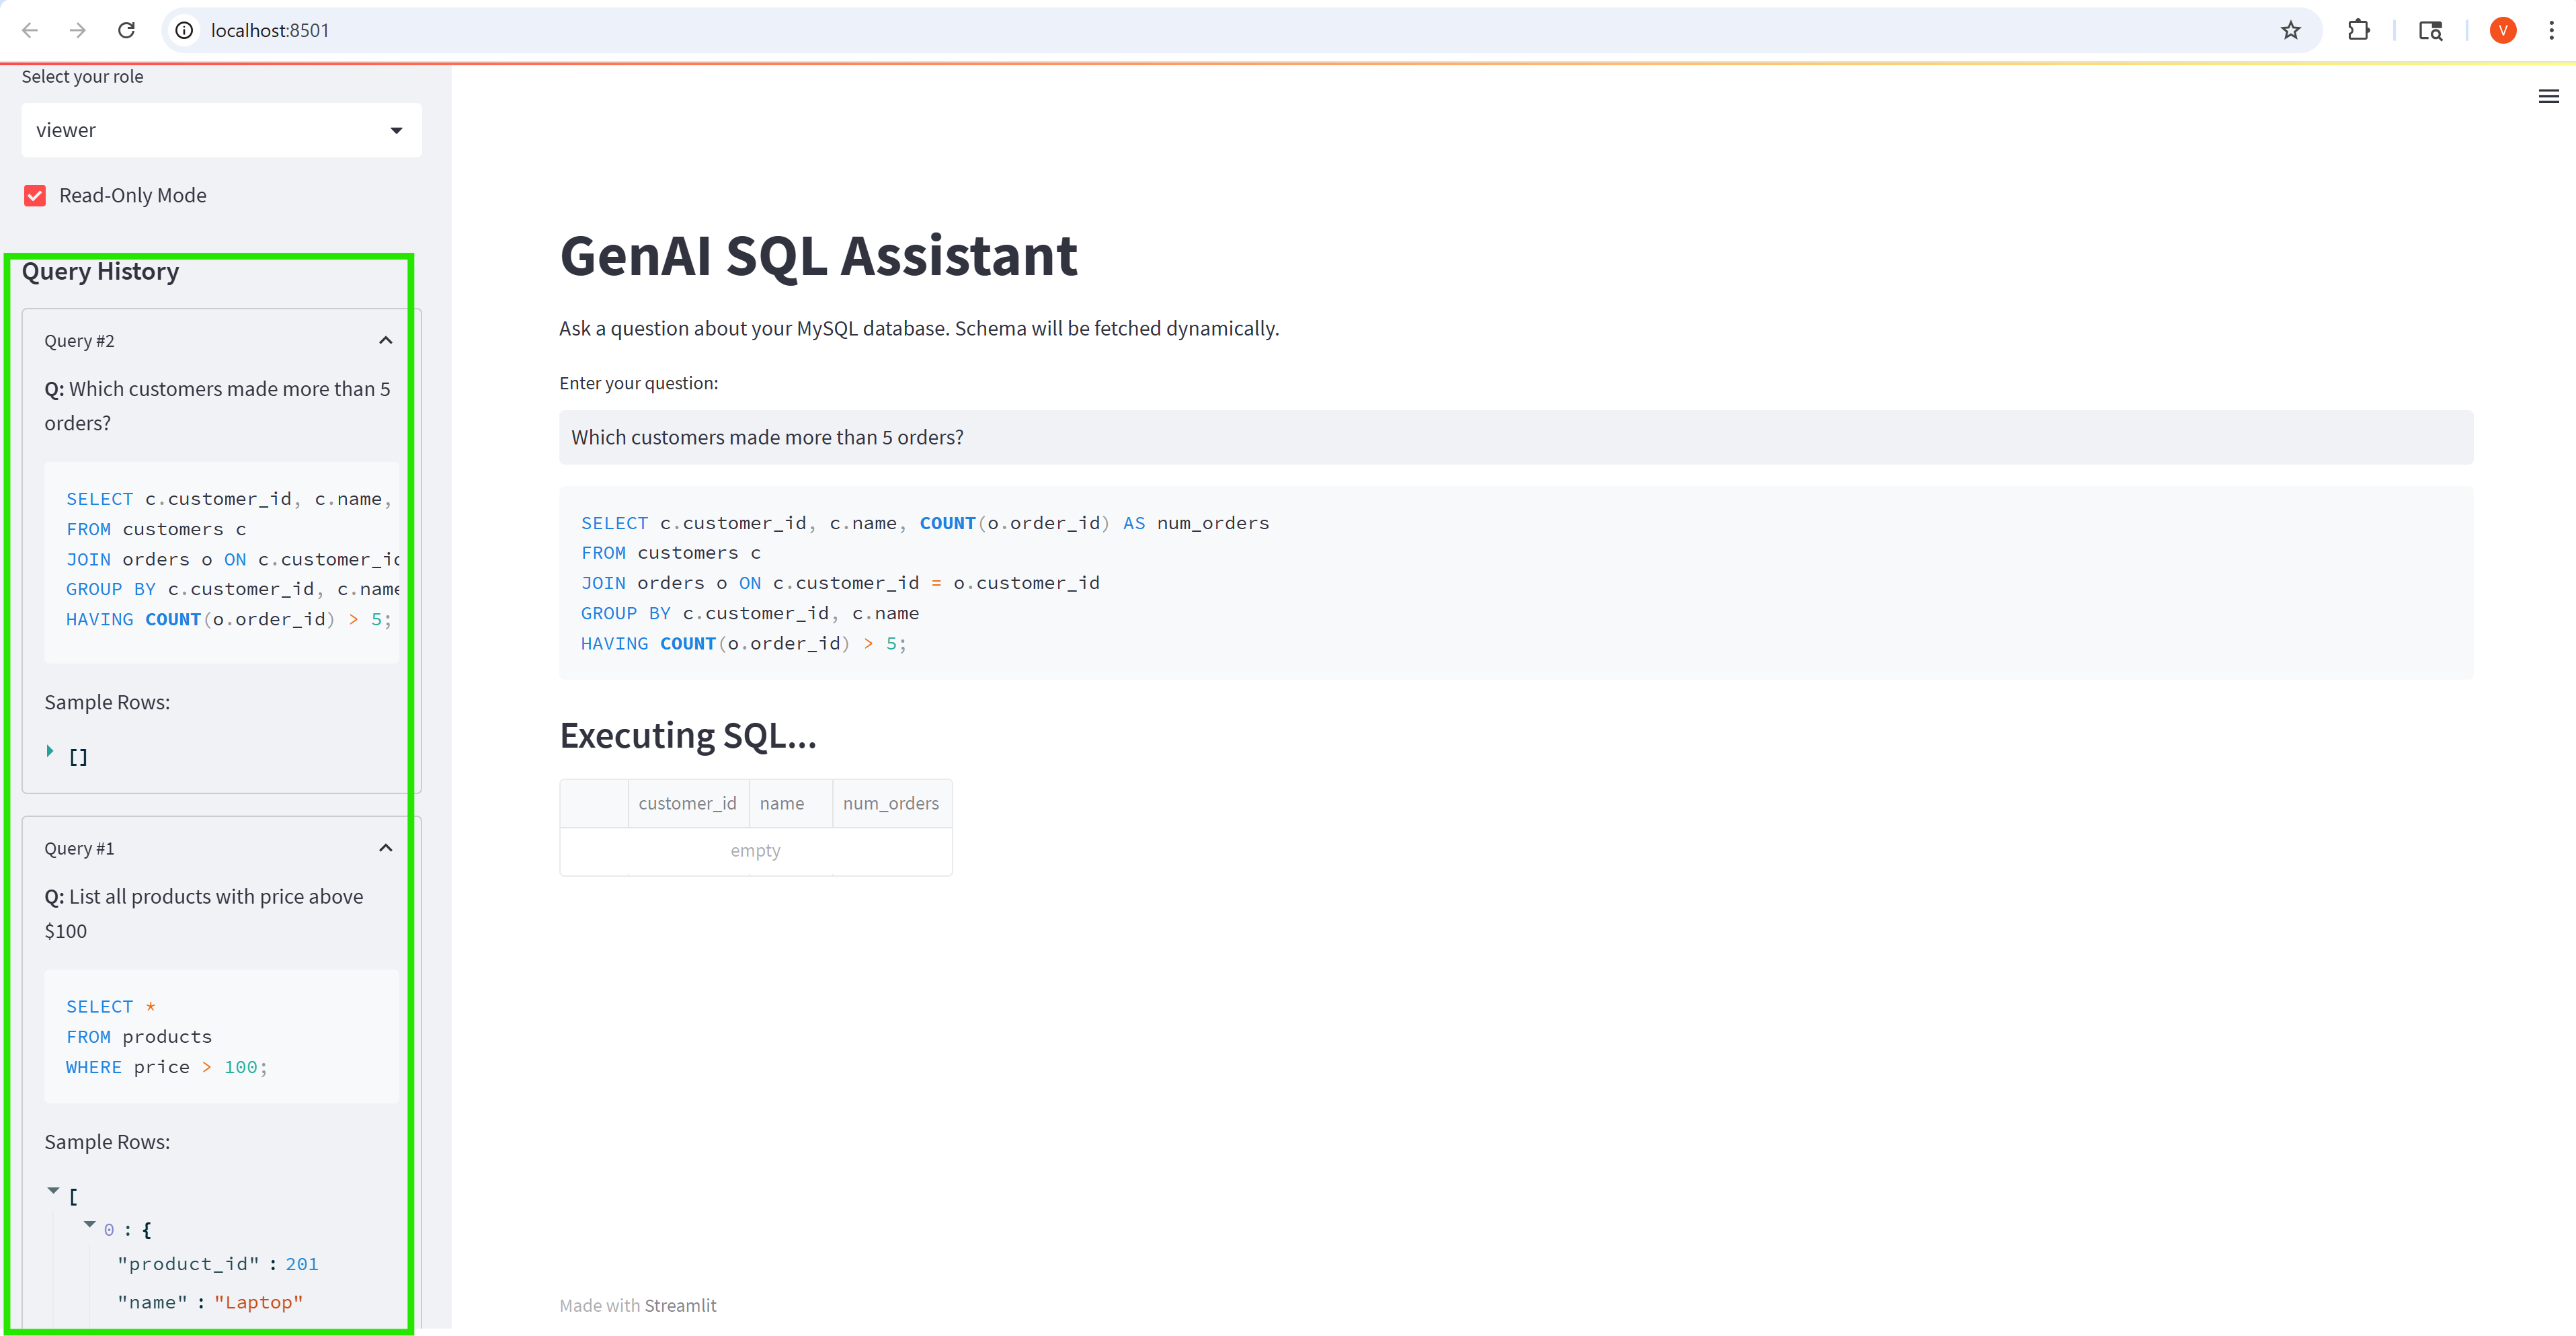 localhost:8501
V
Select your role
viewer
Read-Only Mode
Query History
Query #2
Q: Which customers made more than 5
orders?
SELECT c.customer_id, c.name,
FROM customers c
JOIN orders o ON c.customer_id
GROUP BY c.customer_id, c.name
HAVING COUNT(o.order_id) > 5;
Sample Rows:
[]
Query #1
Q: List all products with price above
$100
SELECT *
FROM products
WHERE price > 100;
Sample Rows:
[
0 : {
"product_id" : 201
"name" : "Laptop"
GenAI SQL Assistant
Ask a question about your MySQL database. Schema will be fetched dynamically.
Enter your question:
Which customers made more than 5 orders?
SELECT c.customer_id, c.name, COUNT(o.order_id) AS num_orders
FROM customers c
JOIN orders o ON c.customer_id = o.customer_id
GROUP BY c.customer_id, c.name
HAVING COUNT(o.order_id) > 5;
Executing SQL...
customer_id name num_orders
empty
Made with Streamlit